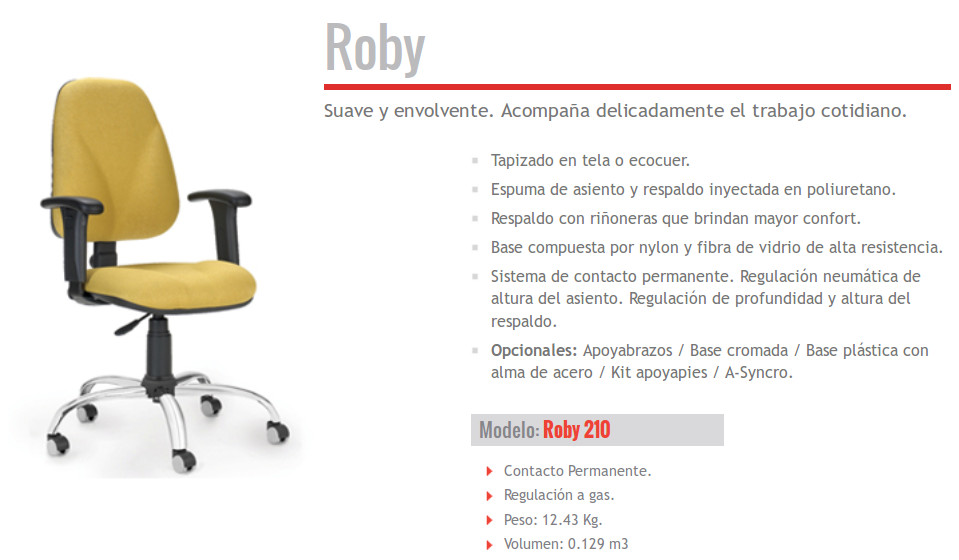 Roby
Suave y envolvente. Acompaña delicadamente el trabajo cotidiano.
Tapizado en tela o ecocuer.
Espuma de asiento y respaldo inyectada en poliuretano.
Respaldo con riñoneras que brindan mayor confort.
Base compuesta por nylon y fibra de vidrio de alta resistencia.
Sistema de contacto permanente. Regulación neumática de
altura del asiento. Regulación de profundidad y altura del
respaldo.
Opcionales: Apoyabrazos / Base cromada / Base plástica con
alma de acero / Kit apoyapies / A-Syncro.
Modelo: Roby 210
Contacto Permanente.
Regulación a gas.
Peso: 12.43 Kg.
Volumen: 0.129 m3